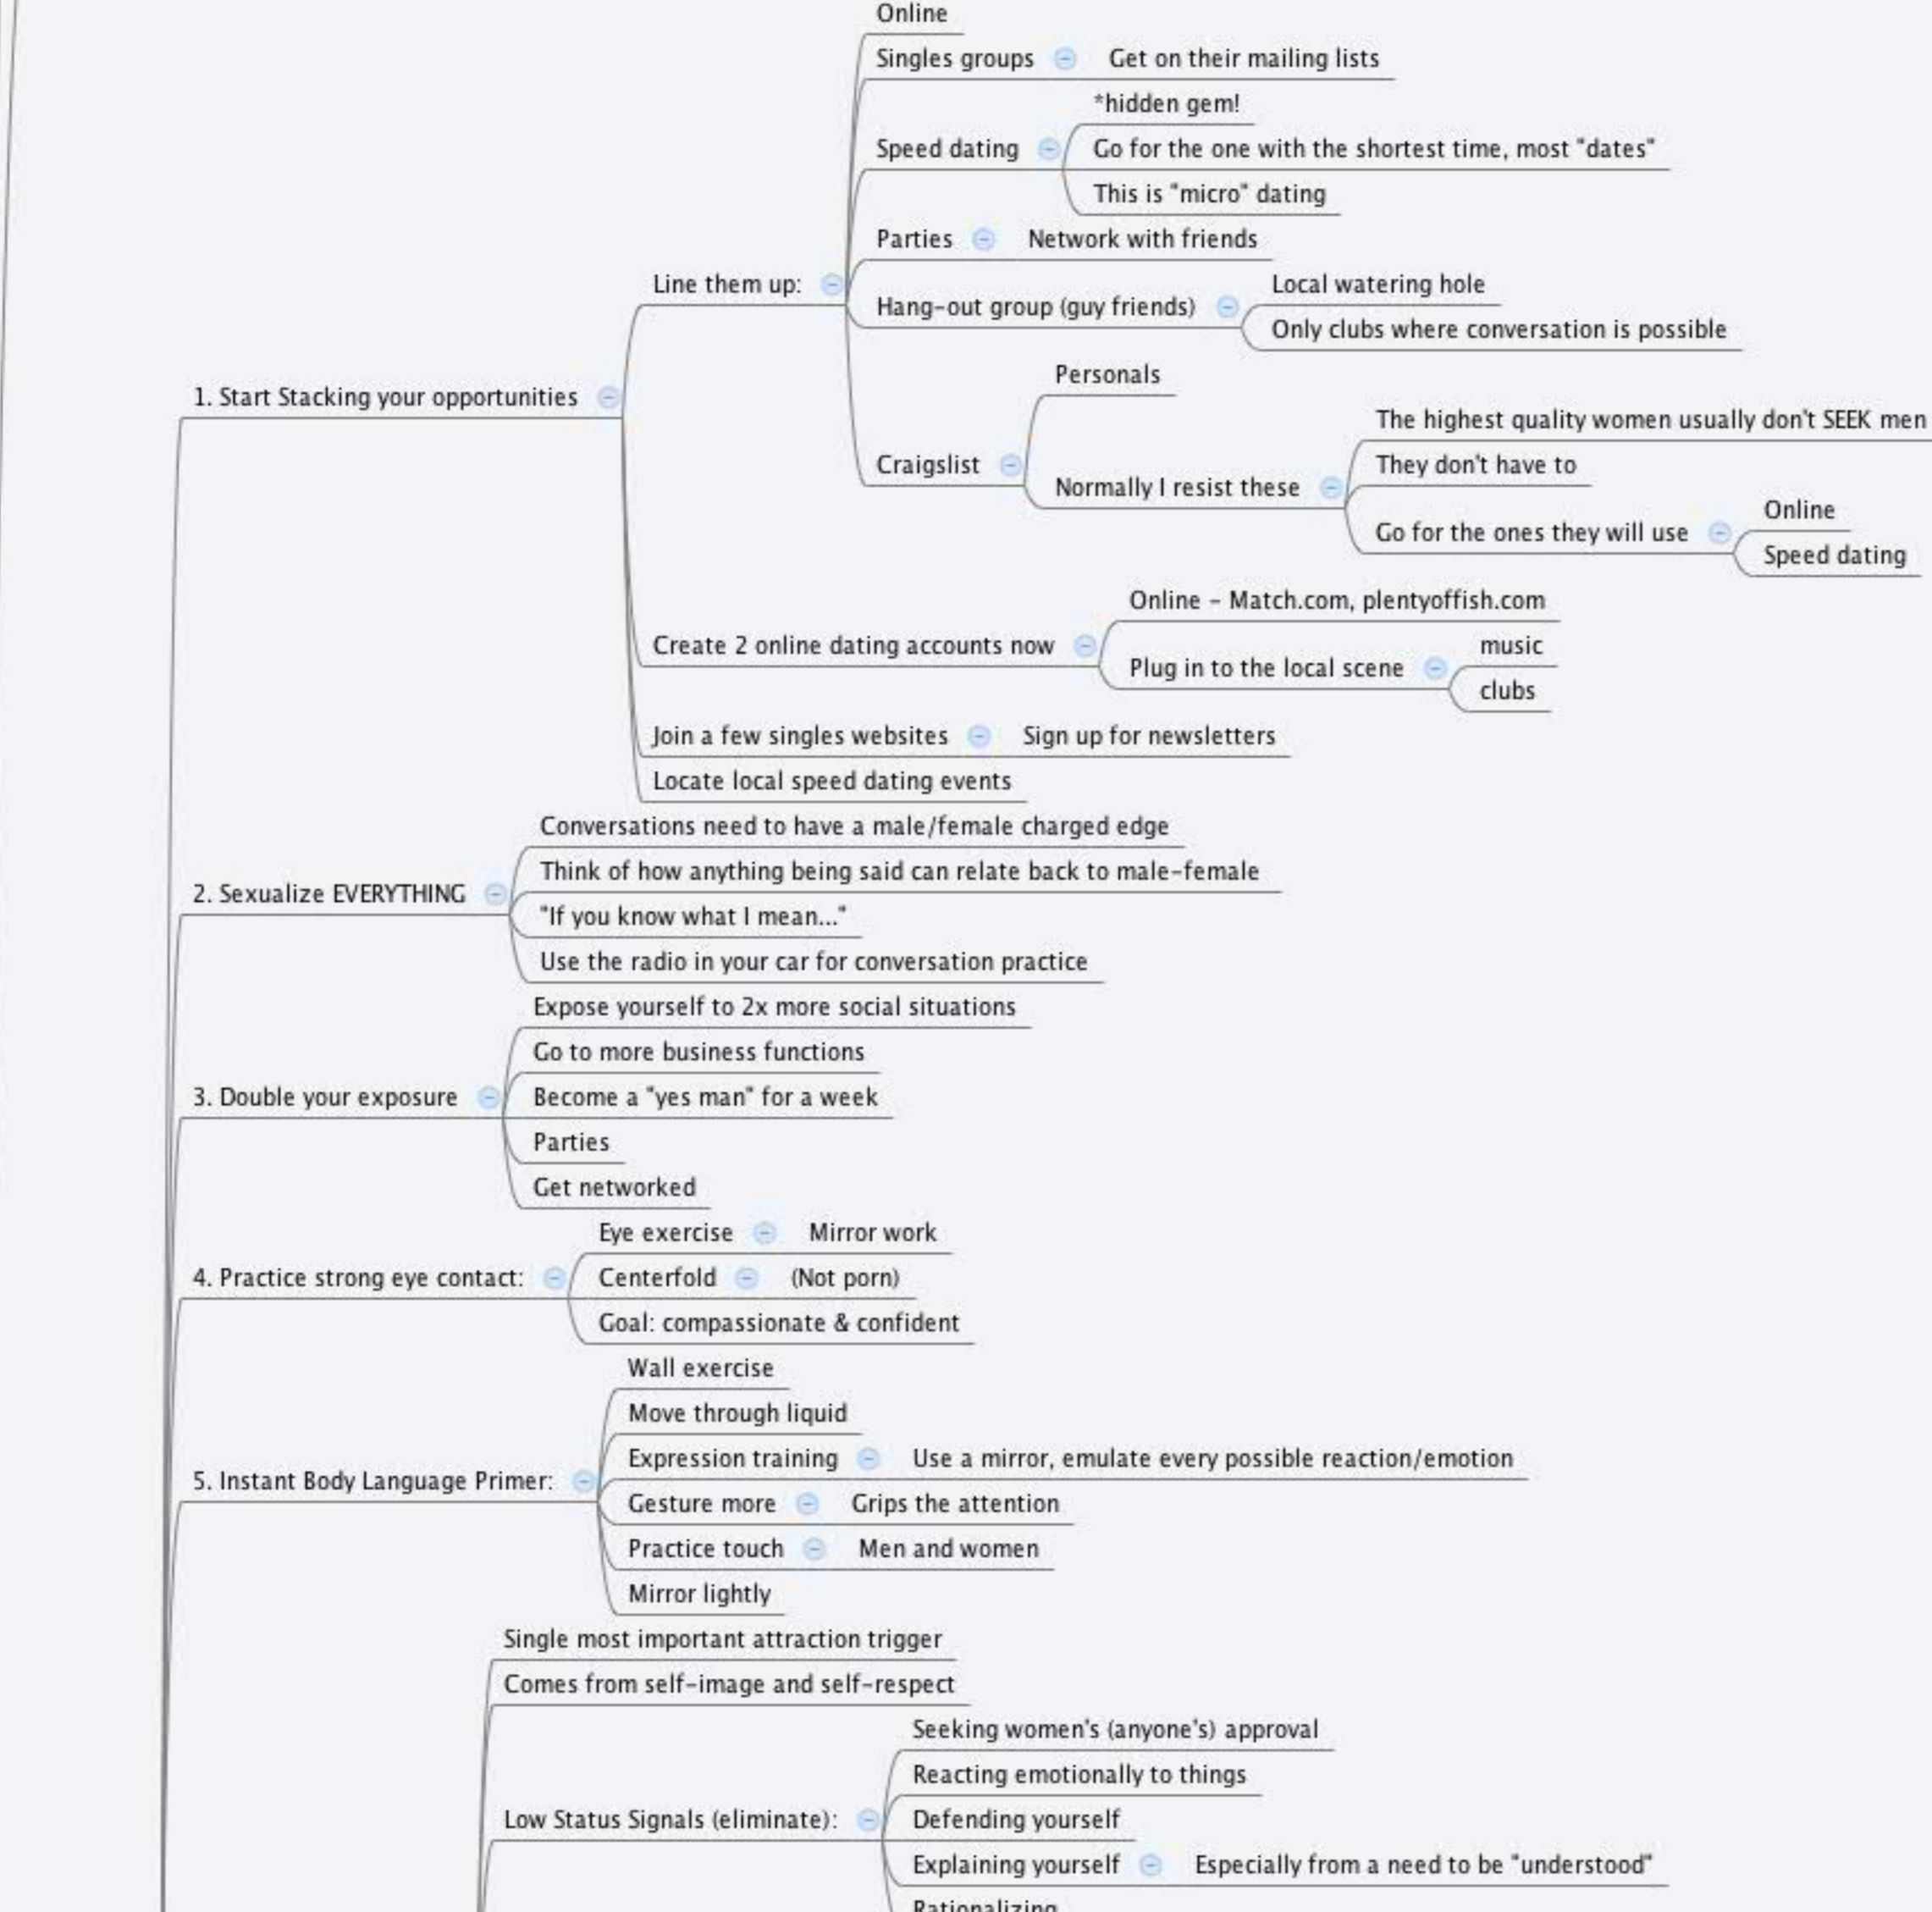 Online
Singles groups Get on their mailing lists
*hidden gem!
Speed dating Go for the one with the shortest time, most "dates"
This is "micro" dating
Parties Network with friends
Line them up:
Local watering hole
Hang-out group (guy friends)
Only clubs where conversation is possible
Personals
1. Start Stacking your opportunities
The highest quality women usually don't SEEK men
Craigslist
They don't have to
Normally I resist these
Online
Go for the ones they will use
Speed dating
Online - Match.com, plentyoffish.com
Create 2 online dating accounts now
music
Plug in to the local scene
clubs
Join a few singles websites Sign up for newsletters
Locate local speed dating events
Conversations need to have a male/female charged edge
Think of how anything being said can relate back to male-female
2. Sexualize EVERYTHING
"If you know what I mean..."
Use the radio in your car for conversation practice
Expose yourself to 2x more social situations
Go to more business functions
3. Double your exposure Become a "yes man" for a week
Parties
Get networked
Eye exercise Mirror work
4. Practice strong eye contact: Centerfold (Not porn)
Goal: compassionate & confident
Wall exercise
Move through liquid
Expression training Use a mirror, emulate every possible reaction/emotion
5. Instant Body Language Primer:
Gesture more Grips the attention
Practice touch Men and women
Mirror lightly
Single most important attraction trigger
Comes from self-image and self-respect
Seeking women's (anyone's) approval
Reacting emotionally to things
Low Status Signals (eliminate): Defending yourself
Explaining yourself Especially from a need to be "understood"
Rationalizing